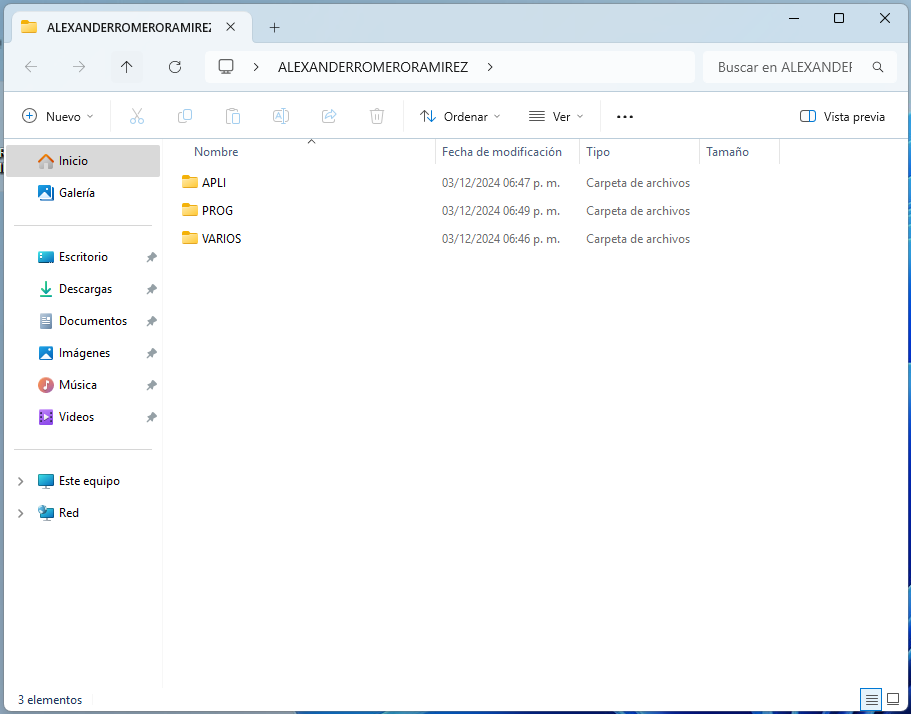 ALEXANDERROMERORAMIREZ
ALEXANDERROMERORAMIREZ
Buscar en ALEXANDER
Nuevo
Ordenar
Ver
Vista previa
Nombre
Fecha de modificación
Tipo
Tamaño
Inicio
Galería
Escritorio
Descargas
Documentos
Imágenes
Música
Videos
Este equipo
Red
APLI 03/12/2024 06:47 p. m. Carpeta de archivos
PROG 03/12/2024 06:49 p. m. Carpeta de archivos
VARIOS 03/12/2024 06:46 p. m. Carpeta de archivos
3 elementos